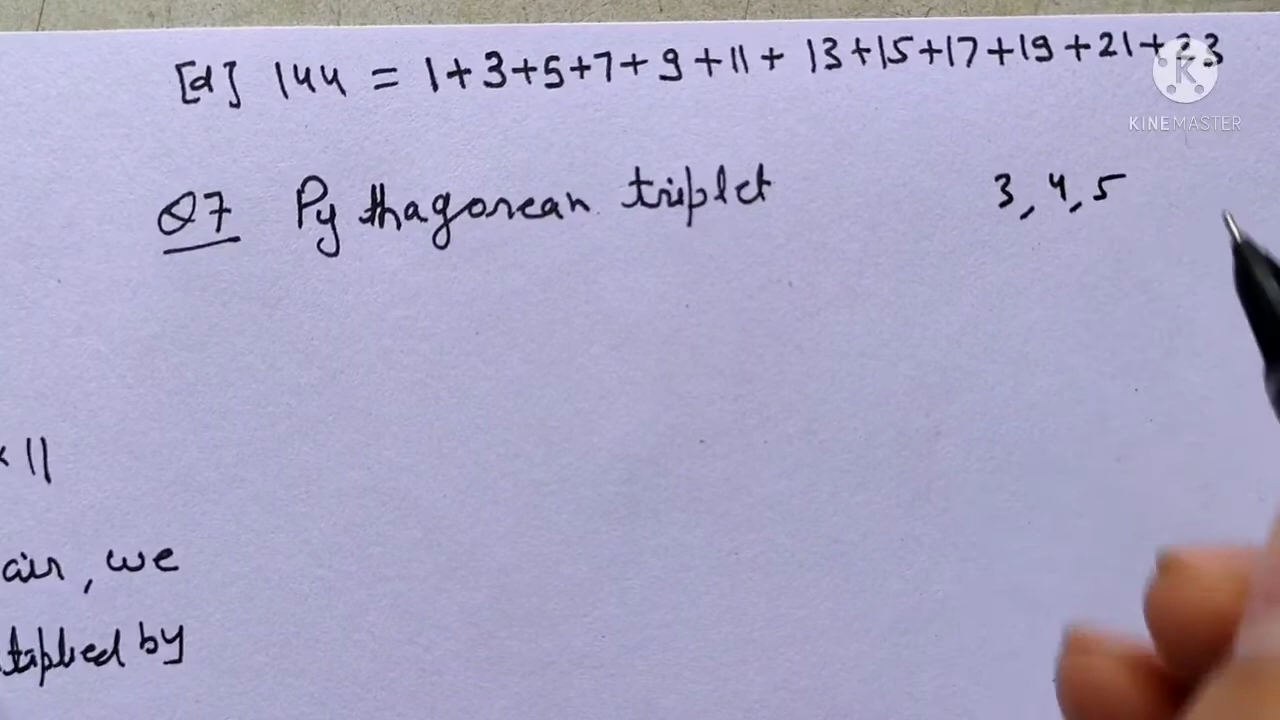 [d] 144 = 1+3+5+7+9+11+ 13+15+17+19+21+23
KINEMASTER
Q7 Pythagorean triplet 3, 4, 5
× 11
air, we
by